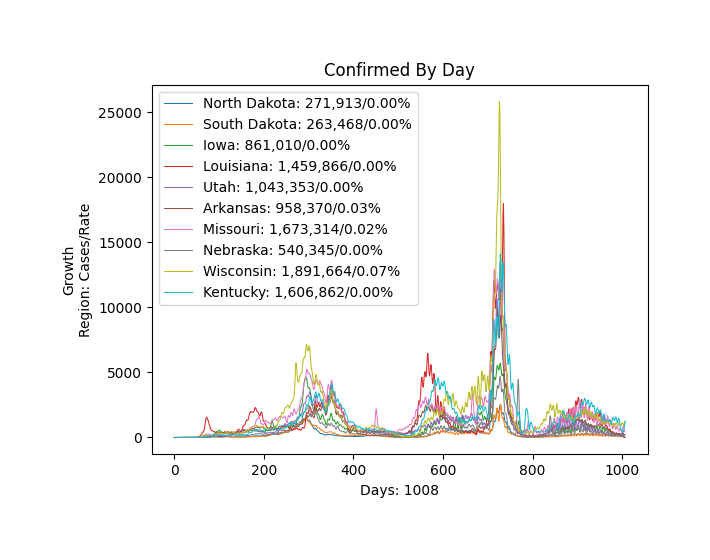 Confirmed By Day
Growth
Region: Cases/Rate
25000
20000
15000
10000
5000
0
North Dakota: 271,913/0.00%
South Dakota: 263,468/0.00%
Iowa: 861,010/0.00%
Louisiana: 1,459,866/0.00%
Utah: 1,043,353/0.00%
Arkansas: 958,370/0.03%
Missouri: 1,673,314/0.02%
Nebraska: 540,345/0.00%
Wisconsin: 1,891,664/0.07%
Kentucky: 1,606,862/0.00%
0 200 400 600 800 1000
Days: 1008